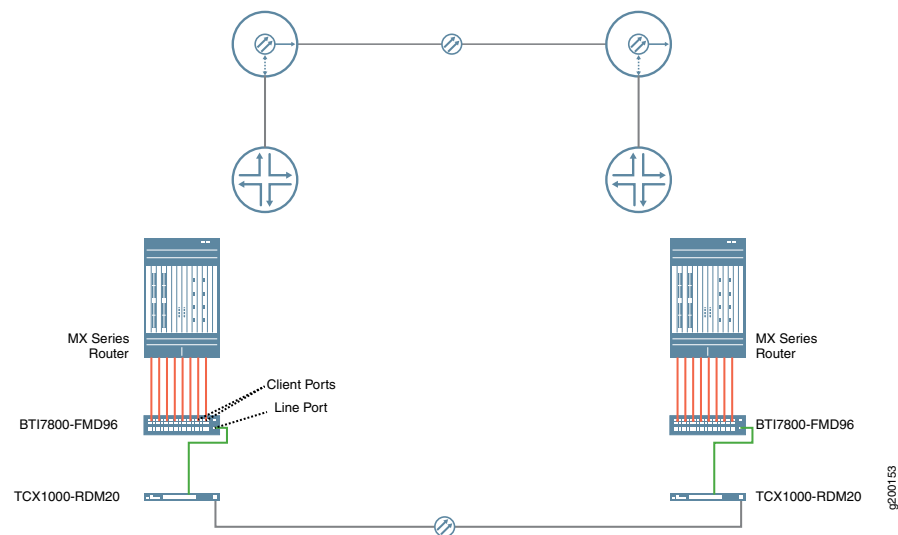 MX Series
Router
MX Series
Router
Client Ports
Line Port
BTI7800-FMD96
BTI7800-FMD96
TCX1000-RDM20
TCX1000-RDM20
g200153